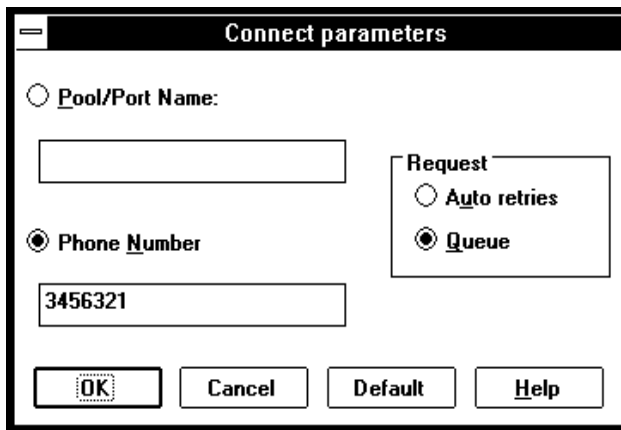 Connect parameters
Pool/Port Name:
Request
Auto retries
Phone Number
Queue
3456321
OK Cancel Default Help